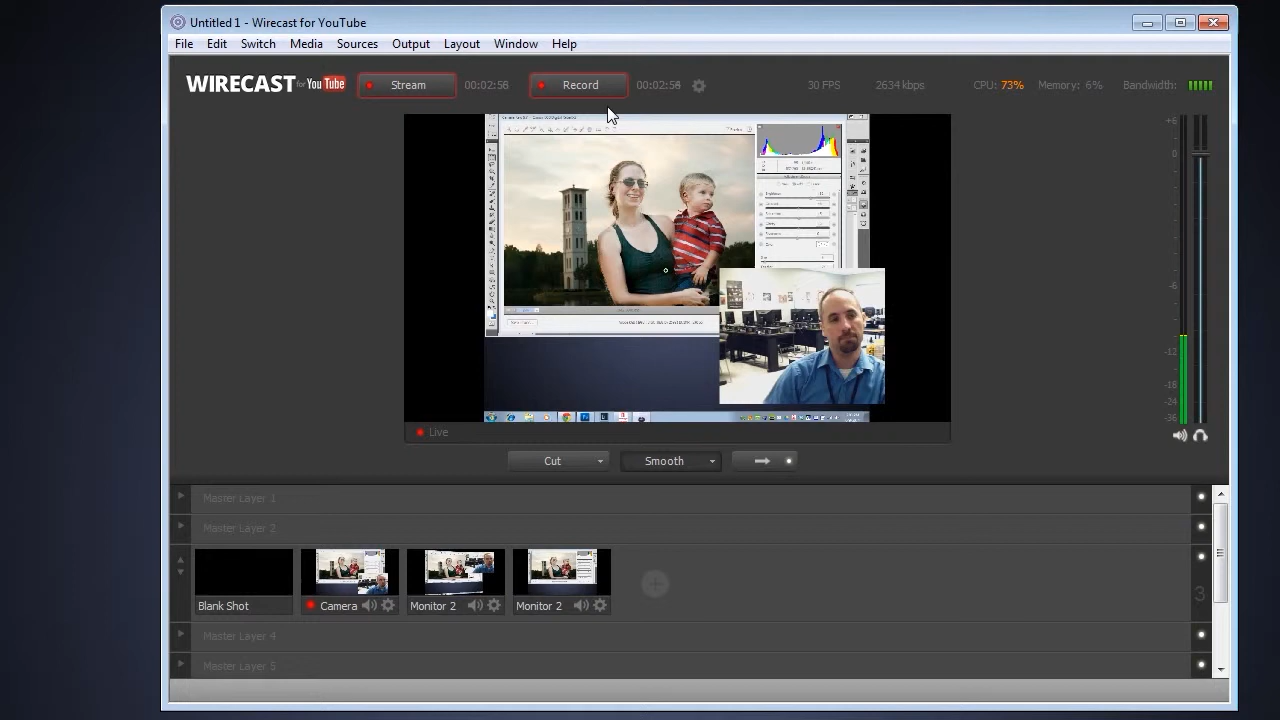 Untitled 1 - Wirecast for YouTube
File Edit Switch Media Sources Output Layout Window Help
WIRECAST for YouTube Stream 00:02:58 Record 00:02:58 30 FPS 2634 kbps CPU: 73% Memory: 6% Bandwidth:
+6
0
-6
-12
-18
-24
-36
Live
Cut Smooth
Master Layer 1
Master Layer 2
Blank Shot Camera Monitor 2 Monitor 2
3
Master Layer 4
Master Layer 5